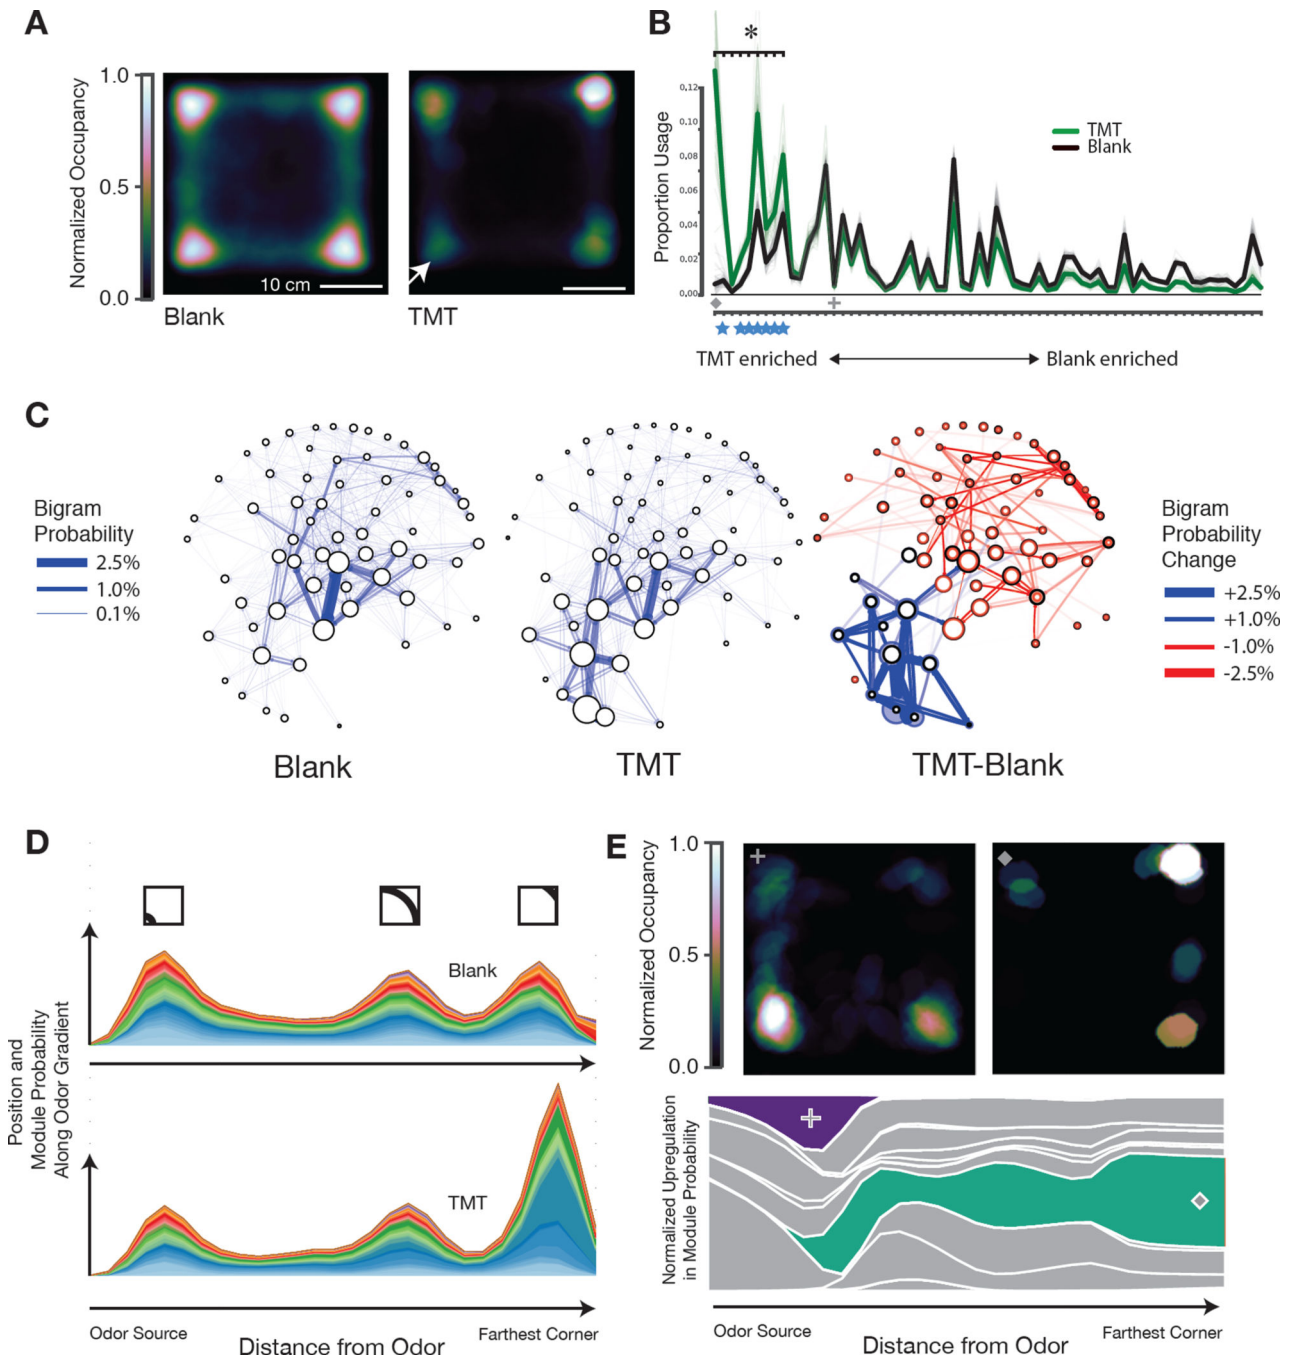 A
Normalized Occupancy
1.0
0.5
0.0
10 cm
Blank
TMT
B
*
Proportion Usage
0,12
0,10
0,08
0,06
0,04
0,02
0,00
TMT
Blank
TMT enriched
Blank enriched
C
Bigram
Probability
2.5%
1.0%
0.1%
Blank
TMT
TMT-Blank
Bigram
Probability
Change
+2.5%
+1.0%
-1.0%
-2.5%
D
Position and
Module Probability
Along Odor Gradient
Blank
TMT
Odor Source
Farthest Corner
Distance from Odor
E
Normalized Occupancy
1.0
0.5
0.0
Normalized Upregulation
in Module Probability
Odor Source
Farthest Corner
Distance from Odor